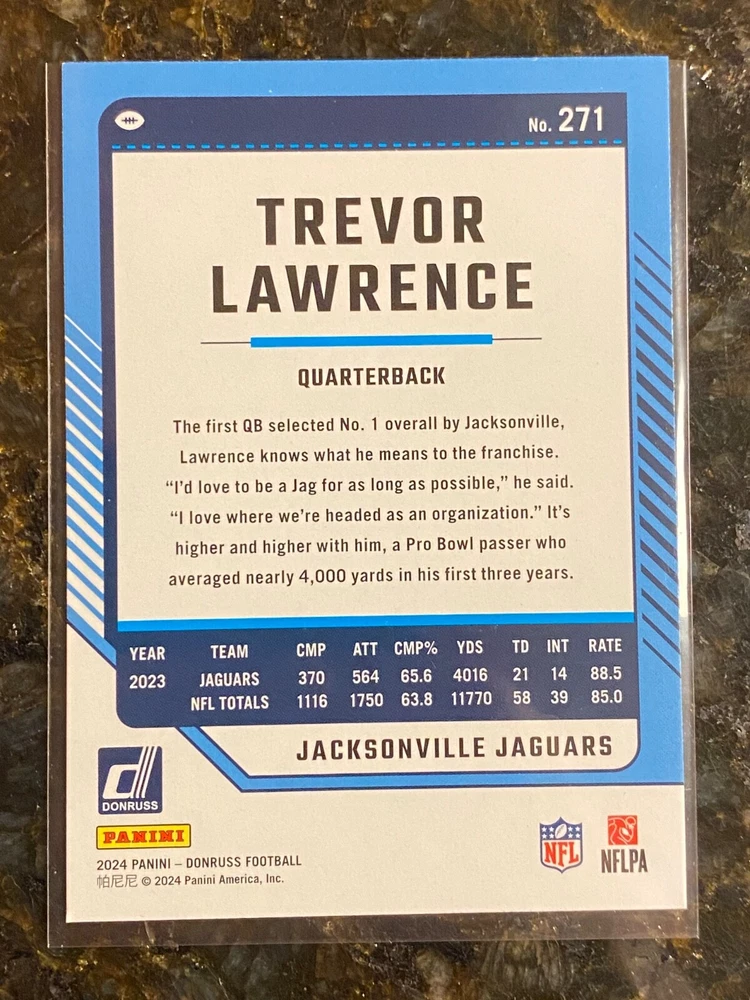 No. 271
TREVOR
LAWRENCE
QUARTERBACK
The first QB selected No. 1 overall by Jacksonville,
Lawrence knows what he means to the franchise.
“I’d love to be a Jag for as long as possible,” he said.
“I love where we’re headed as an organization.” It’s
higher and higher with him, a Pro Bowl passer who
averaged nearly 4,000 yards in his first three years.
YEAR TEAM CMP ATT CMP% YDS TD INT RATE
2023 JAGUARS 370 564 65.6 4016 21 14 88.5
NFL TOTALS 1116 1750 63.8 11770 58 39 85.0
JACKSONVILLE JAGUARS
d
DONRUSS
PANINI
2024 PANINI – DONRUSS FOOTBALL
帕尼尼 © 2024 Panini America, Inc.
NFL
NFLPA